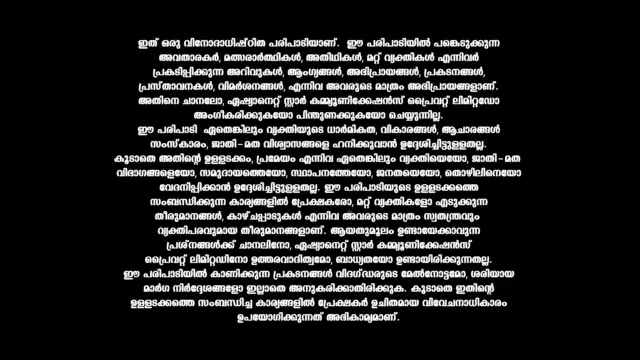 ഇത് ഒരു വിനോദാധിഷ്ഠിത പരിപാടിയാണ്. ഈ പരിപാടിയിൽ പങ്കെടുക്കുന്ന
അവതാരകർ, മത്സരാർത്ഥികൾ, അതിഥികൾ, മറ്റ് വ്യക്തികൾ എന്നിവർ
പ്രകടിപ്പിക്കുന്ന അറിവുകൾ, ആംഗ്യങ്ങൾ, അഭിപ്രായങ്ങൾ, പ്രകടനങ്ങൾ,
പ്രസ്താവനകൾ, വിമർശനങ്ങൾ, എന്നിവ അവരുടെ മാത്രം അഭിപ്രായങ്ങളാണ്.
അതിനെ ചാനലോ, ഏഷ്യാനെറ്റ് സ്റ്റാർ കമ്മ്യൂണിക്കേഷൻസ് പ്രൈവറ്റ് ലിമിറ്റഡോ
അംഗീകരിക്കുകയോ പിന്തുണക്കുകയോ ചെയ്യുന്നില്ല.
ഈ പരിപാടി ഏതെങ്കിലും വ്യക്തിയുടെ ധാർമികത, വികാരങ്ങൾ, ആചാരങ്ങൾ
സംസ്കാരം, ജാതി-മത വിശ്വാസങ്ങളെ ഹനിക്കുവാൻ ഉദ്ദേശിച്ചിട്ടുള്ളതല്ല.
കൂടാതെ അതിന്റെ ഉള്ളടക്കം, പ്രമേയം എന്നിവ ഏതെങ്കിലും വ്യക്തിയെയോ, ജാതി-മത
വിഭാഗങ്ങളെയോ, സമുദായത്തെയോ, സ്ഥാപനത്തേയോ, ജനതയെയോ, തൊഴിലിനെയോ
വേദനിപ്പിക്കാൻ ഉദ്ദേശിച്ചിട്ടുള്ളതല്ല. ഈ പരിപാടിയുടെ ഉള്ളടക്കത്തെ
സംബന്ധിക്കുന്ന കാര്യങ്ങളിൽ പ്രേക്ഷകരോ, മറ്റ് വ്യക്തികളോ എടുക്കുന്ന
തീരുമാനങ്ങൾ, കാഴ്ചപ്പാടുകൾ എന്നിവ അവരുടെ മാത്രം സ്വതന്ത്രവും
വ്യക്തിപരവുമായ തീരുമാനങ്ങളാണ്. ആയതുമൂലം ഉണ്ടായേക്കാവുന്ന
പ്രശ്നങ്ങൾക്ക് ചാനലിനോ, ഏഷ്യാനെറ്റ് സ്റ്റാർ കമ്മ്യൂണിക്കേഷൻസ്
പ്രൈവറ്റ് ലിമിറ്റഡിനോ ഉത്തരവാദിത്വമോ, ബാധ്യതയോ ഉണ്ടായിരിക്കുന്നതല്ല.
ഈ പരിപാടിയിൽ കാണിക്കുന്ന പ്രകടനങ്ങൾ വിദഗ്ദ്ധരുടെ മേൽനോട്ടമോ, ശരിയായ
മാർഗ നിർദ്ദേശങ്ങളോ ഇല്ലാതെ അനുകരിക്കാതിരിക്കുക. കൂടാതെ ഇതിന്റെ
ഉള്ളടക്കത്തെ സംബന്ധിച്ച കാര്യങ്ങളിൽ പ്രേക്ഷകർ ഉചിതമായ വിവേചനാധികാരം
ഉപയോഗിക്കുന്നത് അഭികാമ്യമാണ്.